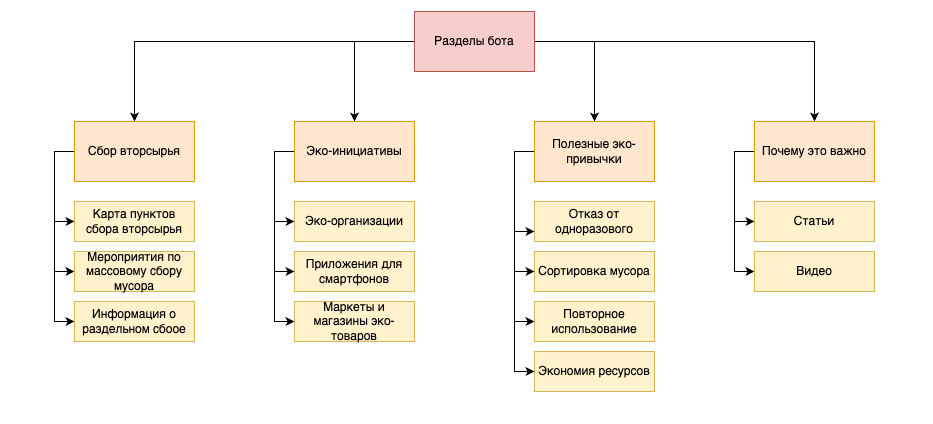 Разделы бота
Сбор вторсырья
Эко-инициативы
Полезные эко-
привычки
Почему это важно
Карта пунктов
сбора вторсырья
Мероприятия по
массовому сбору
мусора
Информация о
раздельном сбоое
Эко-организации
Приложения для
смартфонов
Маркеты и
магазины эко-
товаров
Отказ от
одноразового
Сортировка мусора
Повторное
использование
Экономия ресурсов
Статьи
Видео